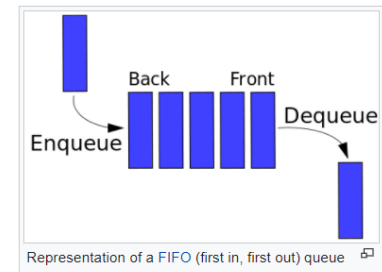 Back Front
Dequeue
Enqueue
Representation of a FIFO (first in, first out) queue